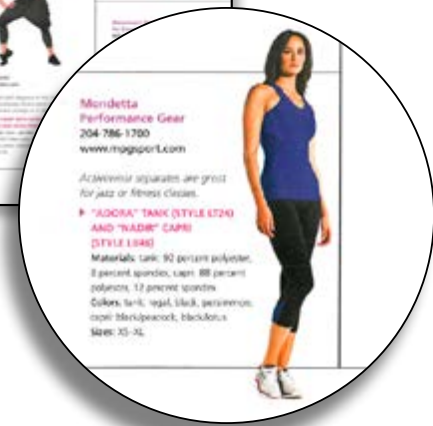 Mondetta
Performance Gear
204-786-1700
www.mpgsport.com
Activewear separates are great
for jazz or fitness classes.
"ADORA" TANK (STYLE LT24)
AND "NADIR" CAPRI
Materials: tank: 92 percent polyester,
8 percent spandex; capri: 88 percent
polyester, 12 percent spandex
Colors: tank: regal, black, persimmon;
capri: black/peacock, black/lotus
Sizes: XS-XL